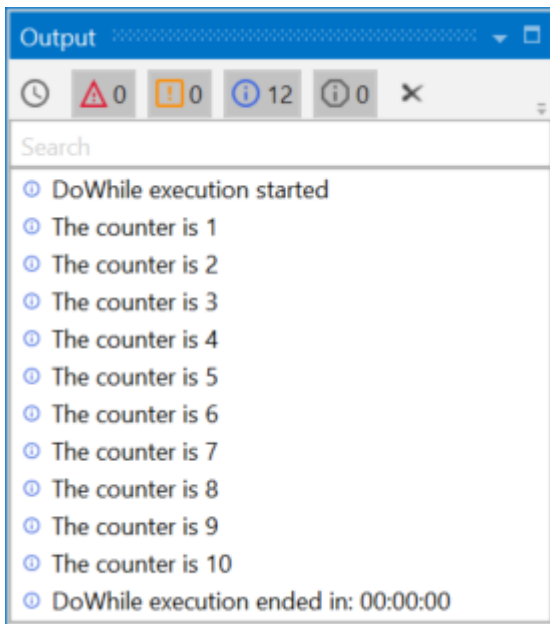 Output
0 0 12 0
Search
DoWhile execution started
The counter is 1
The counter is 2
The counter is 3
The counter is 4
The counter is 5
The counter is 6
The counter is 7
The counter is 8
The counter is 9
The counter is 10
DoWhile execution ended in: 00:00:00